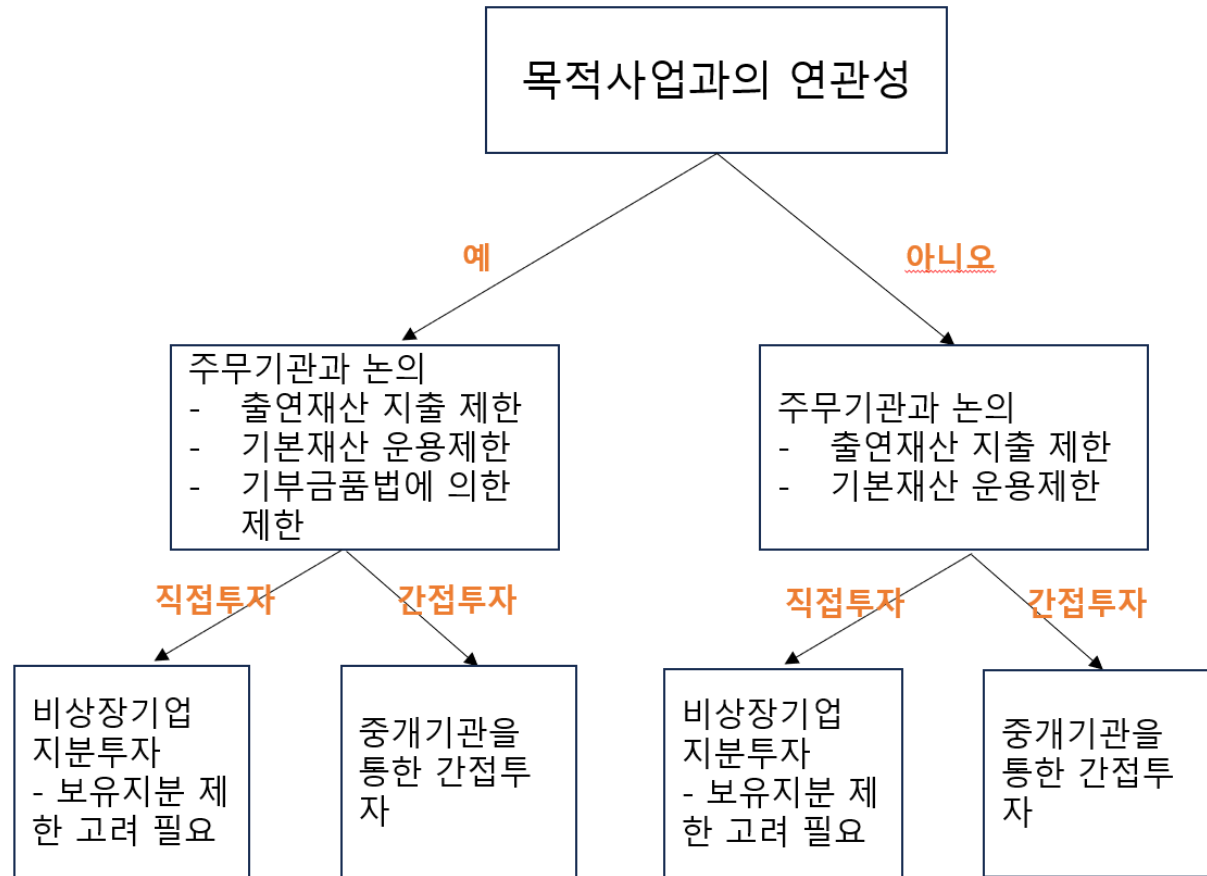 목적사업과의 연관성
예
아니오
주무기관과 논의
- 출연재산 지출 제한
- 기본재산 운용제한
- 기부금품법에 의한
제한
주무기관과 논의
- 출연재산 지출 제한
- 기본재산 운용제한
직접투자
간접투자
직접투자
간접투자
비상장기업
지분투자
- 보유지분 제
한 고려 필요
중개기관을
통한 간접투
자
비상장기업
지분투자
- 보유지분 제
한 고려 필요
중개기관을
통한 간접투
자